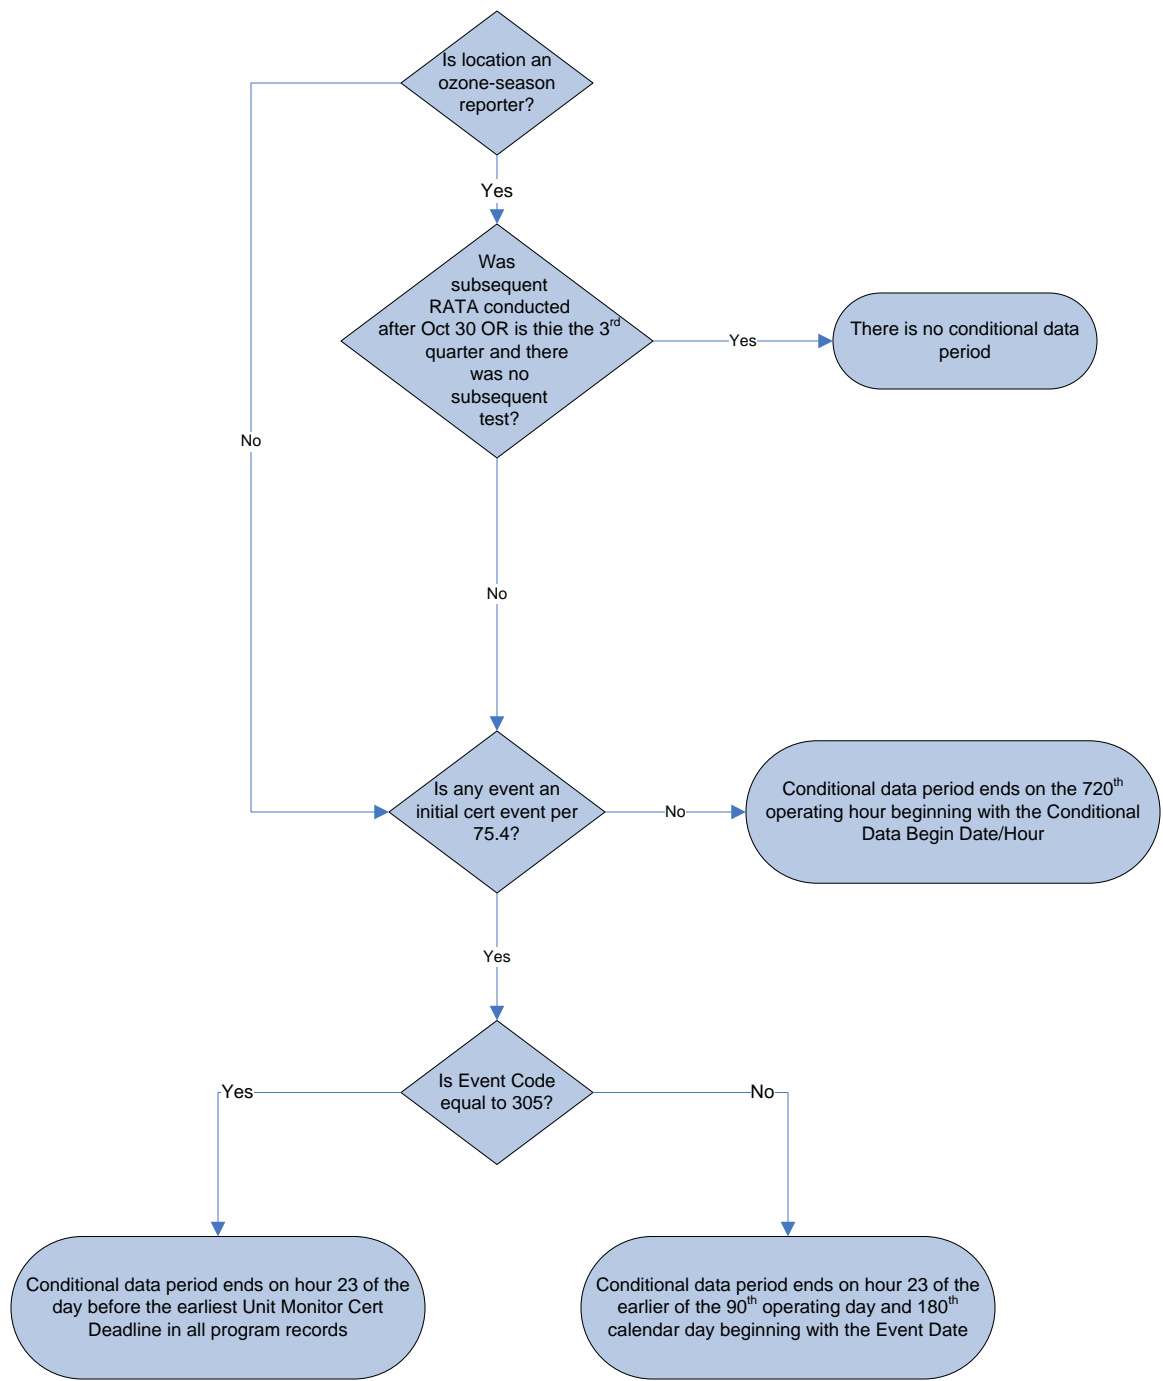 Is location an
ozone-season
reporter?
Yes
Was
subsequent
RATA conducted
after Oct 30 OR is thie the 3rd
quarter and there
was no
subsequent
test?
Yes
There is no conditional data
period
No
No
Is any event an
initial cert event per
75.4?
No
Conditional data period ends on the 720th
operating hour beginning with the Conditional
Data Begin Date/Hour
Yes
Is Event Code
equal to 305?
Yes
No
Conditional data period ends on hour 23 of the
day before the earliest Unit Monitor Cert
Deadline in all program records
Conditional data period ends on hour 23 of the
earlier of the 90th operating day and 180th
calendar day beginning with the Event Date